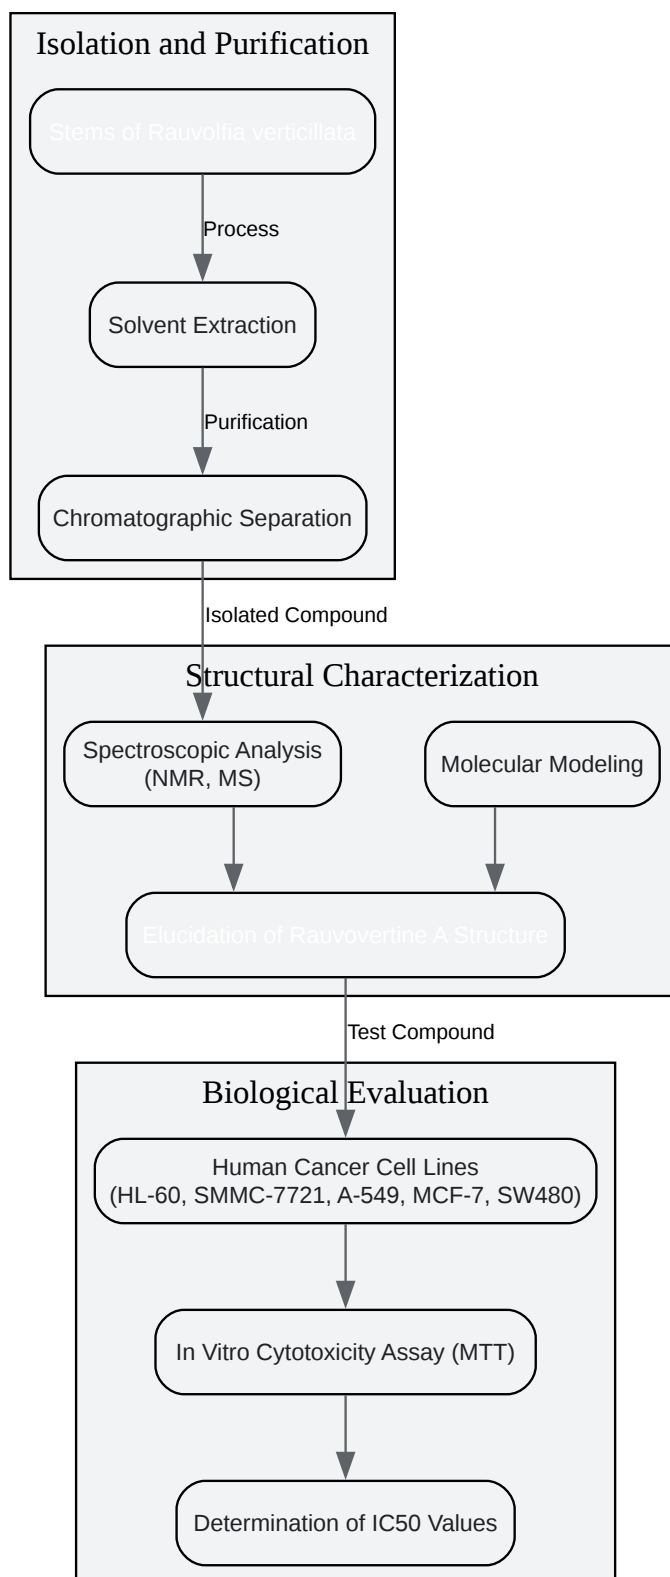 Isolation and Purification
Stems of Rauvolfia verticillata
Process
Solvent Extraction
Purification
Chromatographic Separation
Isolated Compound
Structural Characterization
Spectroscopic Analysis
(NMR, MS)
Molecular Modeling
Elucidation of Rauvovertine A Structure
Test Compound
Biological Evaluation
Human Cancer Cell Lines
(HL-60, SMMC-7721, A-549, MCF-7, SW480)
In Vitro Cytotoxicity Assay (MTT)
Determination of IC50 Values